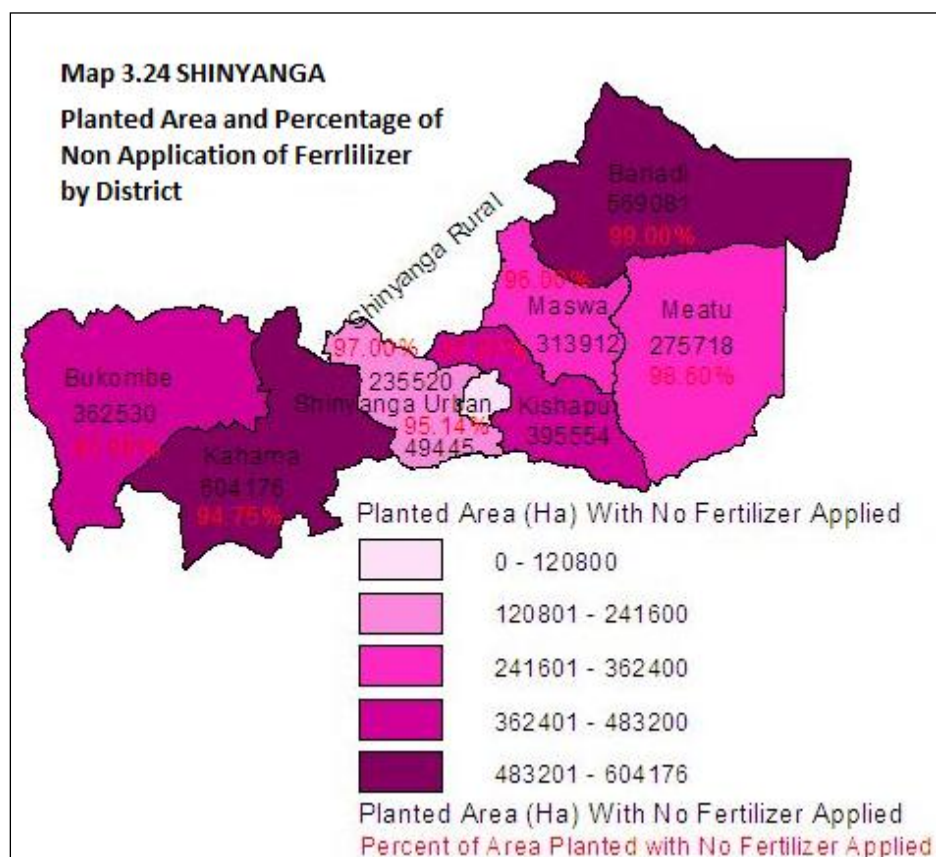 Map 3.24 SHINYANGA
Planted Area and Percentage of
Non Application of Ferrlilizer
by District
Shinyanga Rural
Bariadi
99.00%
96.00%
Maswa
313912
Meatu
275718
98.60%
97.00%
235520
Shinyanga Urban
95.14%
49445
Kishapu
395554
Bukombe
362530
Kahama
604176
94.75%
Planted Area (Ha) With No Fertilizer Applied
0 - 120800
120801 - 241600
241601 - 362400
362401 - 483200
483201 - 604176
Planted Area (Ha) With No Fertilizer Applied
Percent of Area Planted with No Fertilizer Applied